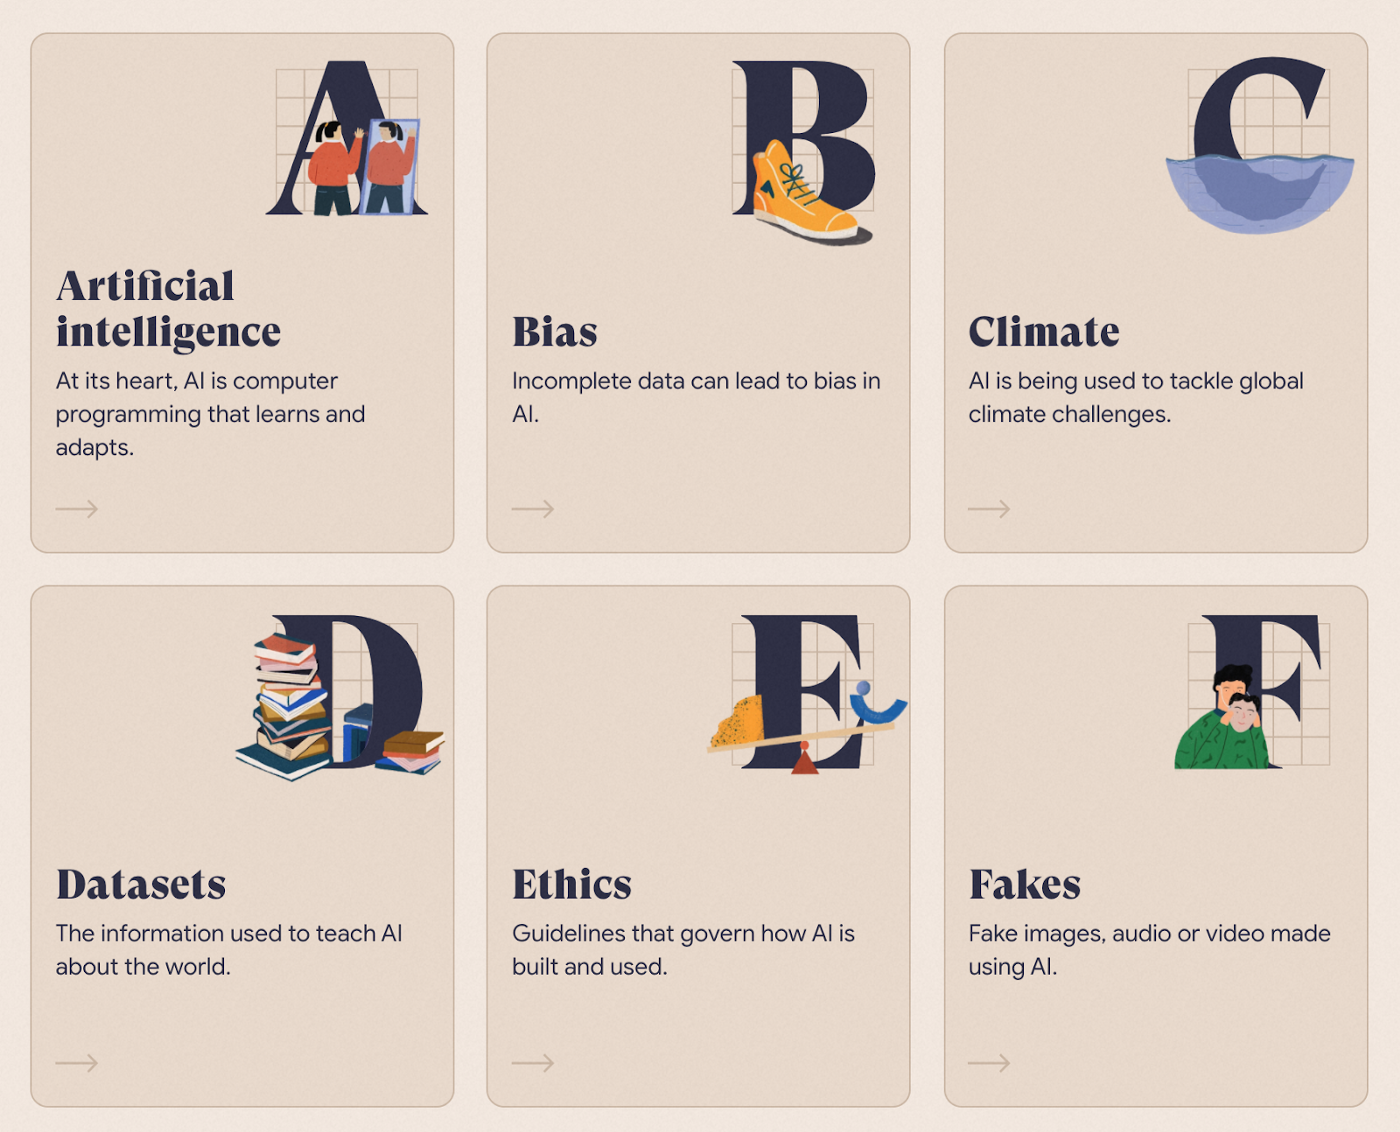 A
Artificial
intelligence
At its heart, AI is computer
programming that learns and
adapts.
B
Bias
Incomplete data can lead to bias in
AI.
C
Climate
AI is being used to tackle global
climate challenges.
D
Datasets
The information used to teach AI
about the world.
E
Ethics
Guidelines that govern how AI is
built and used.
F
Fakes
Fake images, audio or video made
using AI.